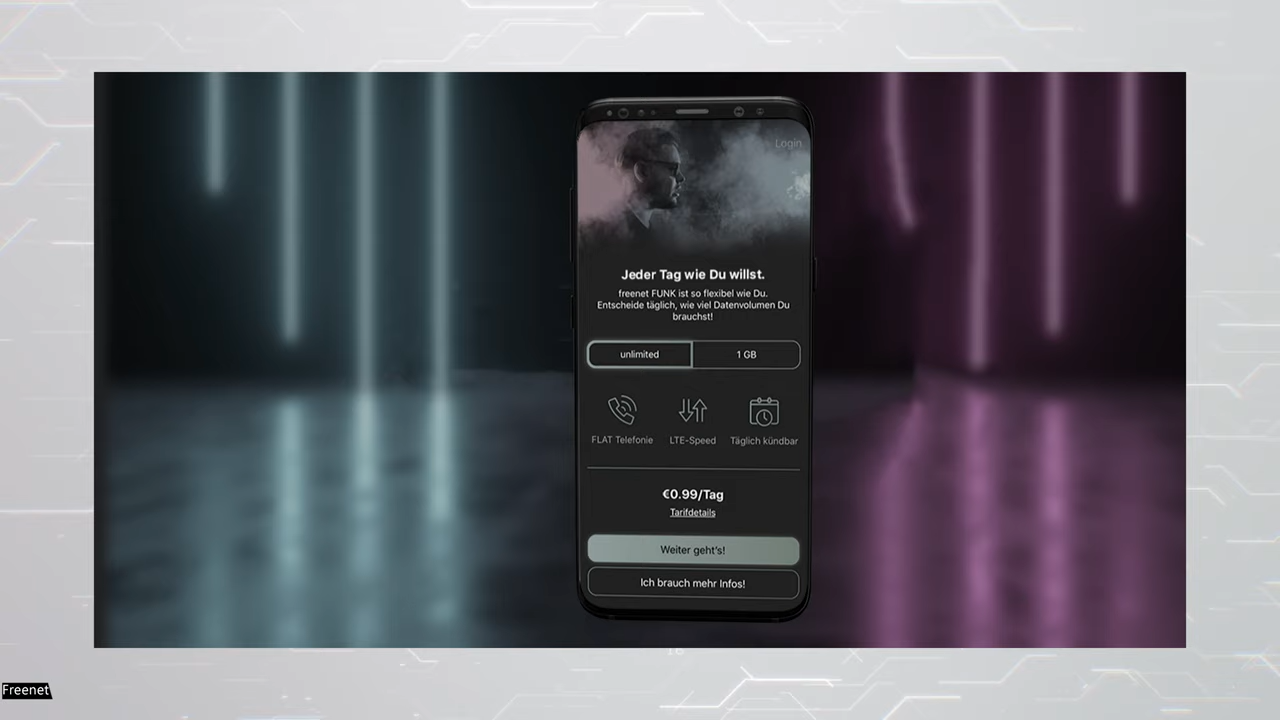 Login
Jeder Tag wie Du willst.
freenet FUNK ist so flexibel wie Du.
Entscheide täglich, wie viel Datenvolumen Du
brauchst!
unlimited 1 GB
FLAT Telefonie LTE-Speed Täglich kündbar
€0.99/Tag
Tarifdetails
Weiter geht's!
Ich brauch mehr Infos!
Freenet